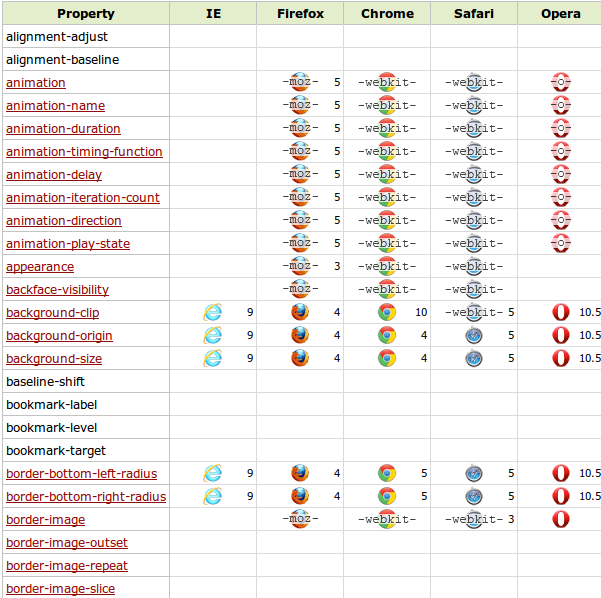 Property IE Firefox Chrome Safari Opera
alignment-adjust
alignment-baseline
animation -moz- 5 -webkit- -webkit- -o-
animation-name -moz- 5 -webkit- -webkit- -o-
animation-duration -moz- 5 -webkit- -webkit- -o-
animation-timing-function -moz- 5 -webkit- -webkit- -o-
animation-delay -moz- 5 -webkit- -webkit- -o-
animation-iteration-count -moz- 5 -webkit- -webkit- -o-
animation-direction -moz- 5 -webkit- -webkit- -o-
animation-play-state -moz- 5 -webkit- -webkit- -o-
appearance -moz- 3 -webkit- -webkit-
backface-visibility -moz- -webkit- -webkit-
background-clip 9 4 10 -webkit- 5 10.5
background-origin 9 4 4 5 10.5
background-size 9 4 4 5 10.5
baseline-shift
bookmark-label
bookmark-level
bookmark-target
border-bottom-left-radius 9 4 5 5 10.5
border-bottom-right-radius 9 4 5 5 10.5
border-image -moz- -webkit- -webkit- 3
border-image-outset
border-image-repeat
border-image-slice